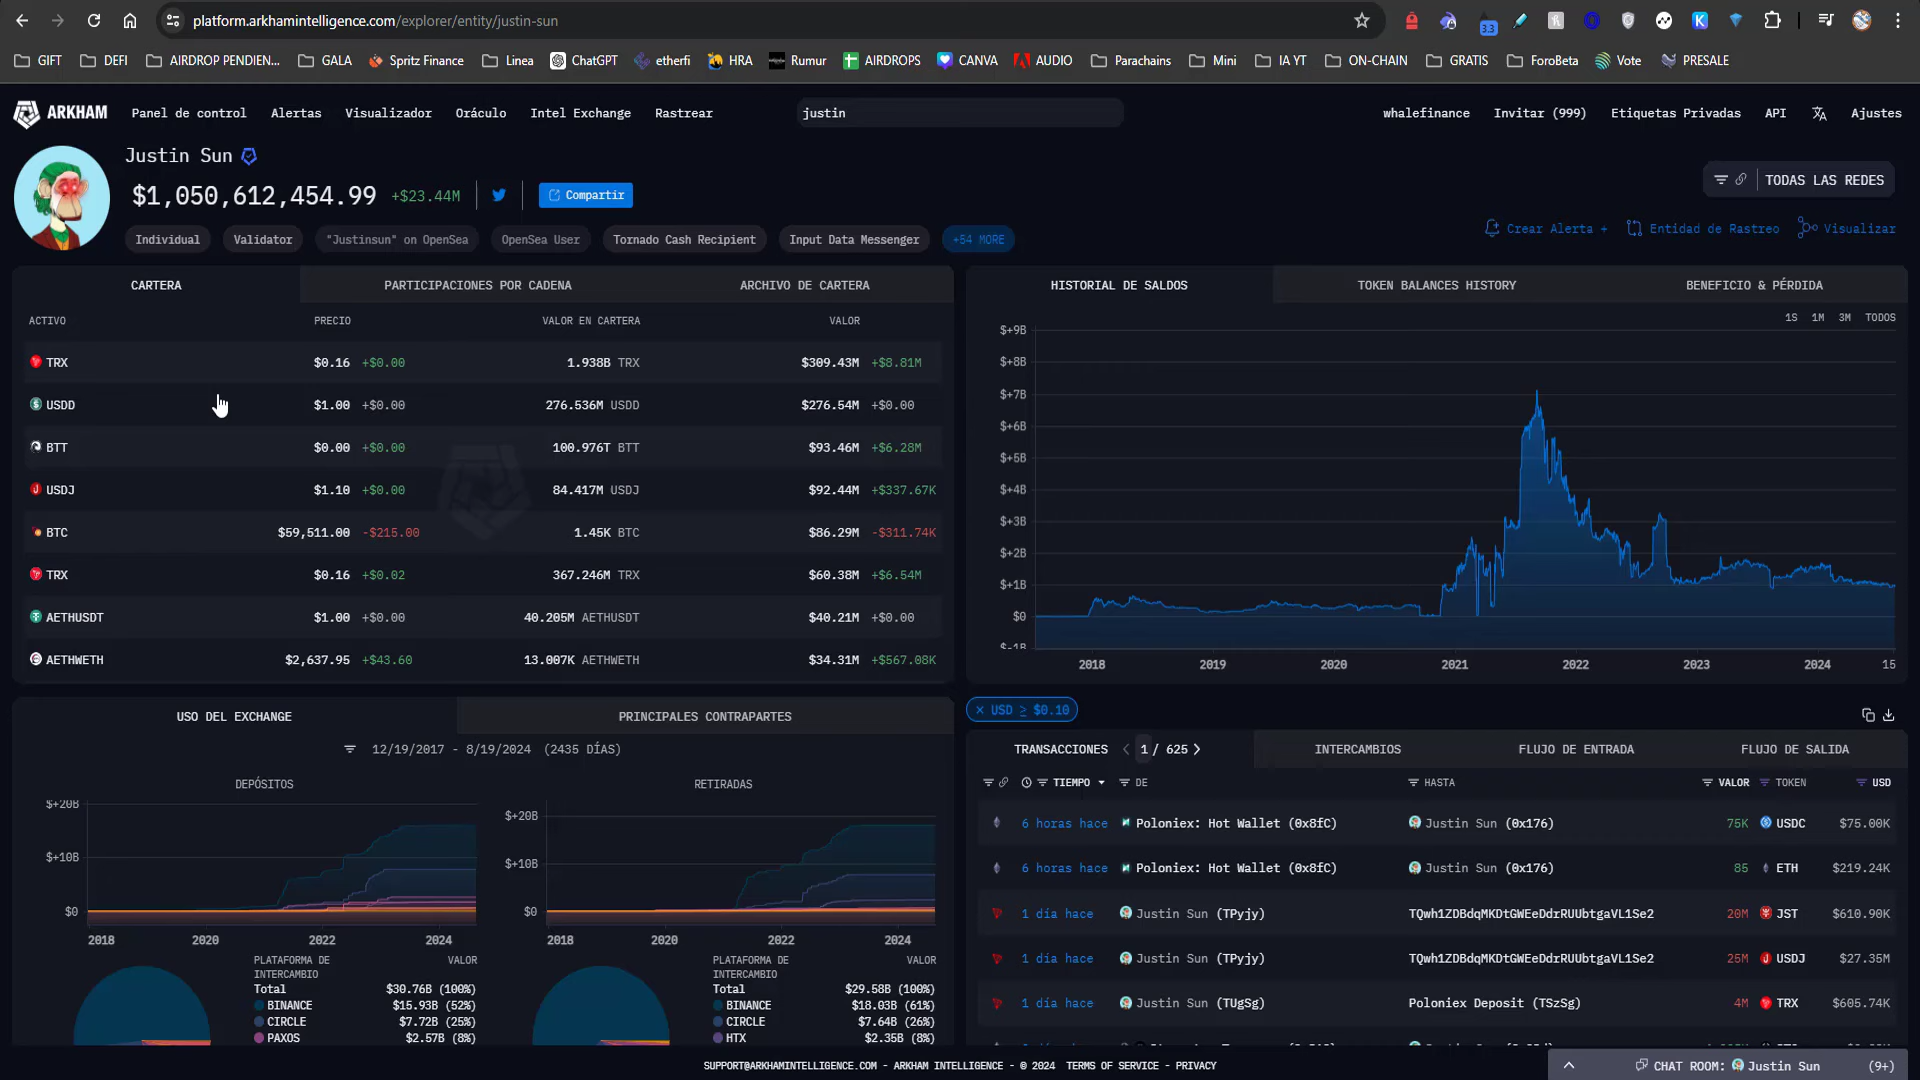 platform.arkhamintelligence.com/explorer/entity/justin-sun
3.3
GIFT DEFI AIRDROP PENDIEN... GALA Spritz Finance Linea ChatGPT etherfi HRA Rumur AIRDROPS CANVA AUDIO Parachains Mini IA YT ON-CHAIN GRATIS ForoBeta Vote PRESALE
ARKHAM Panel de control Alertas Visualizador Oráculo Intel Exchange Rastrear justin whalefinance Invitar (999) Etiquetas Privadas API Ajustes
Justin Sun
$1,050,612,454.99 +$23.44M Compartir
TODAS LAS REDES
Individual Validator "Justinsun" on OpenSea OpenSea User Tornado Cash Recipient Input Data Messenger +54 MORE
Crear Alerta + Entidad de Rastreo Visualizar
CARTERA PARTICIPACIONES POR CADENA ARCHIVO DE CARTERA
ACTIVO PRECIO VALOR EN CARTERA VALOR
TRX $0.16 +$0.00 1.938B TRX $309.43M +$8.81M
USDD $1.00 +$0.00 276.536M USDD $276.54M +$0.00
BTT $0.00 +$0.00 100.976T BTT $93.46M +$6.28M
USDJ $1.10 +$0.00 84.417M USDJ $92.44M +$337.67K
BTC $59,511.00 -$215.00 1.45K BTC $86.29M -$311.74K
TRX $0.16 +$0.02 367.246M TRX $60.38M +$6.54M
AETHUSDT $1.00 +$0.00 40.205M AETHUSDT $40.21M +$0.00
AETHWETH $2,637.95 +$43.60 13.007K AETHWETH $34.31M +$567.08K
HISTORIAL DE SALDOS TOKEN BALANCES HISTORY BENEFICIO & PÉRDIDA
1S 1M 3M TODOS
$+9B
$+8B
$+7B
$+6B
$+5B
$+4B
$+3B
$+2B
$+1B
$0
$-1B
2018 2019 2020 2021 2022 2023 2024 15
USO DEL EXCHANGE PRINCIPALES CONTRAPARTES
12/19/2017 - 8/19/2024 (2435 DÍAS)
DEPÓSITOS
$+20B
$+10B
$0
2018 2020 2022 2024
PLATAFORMA DE INTERCAMBIO VALOR
Total $30.76B (100%)
BINANCE $15.93B (52%)
CIRCLE $7.72B (25%)
PAXOS $2.57B (8%)
RETIRADAS
$+20B
$+10B
$0
2018 2020 2022 2024
PLATAFORMA DE INTERCAMBIO VALOR
Total $29.58B (100%)
BINANCE $18.03B (61%)
CIRCLE $7.64B (26%)
HTX $2.35B (8%)
× USD ≥ $0.10
TRANSACCIONES 1 / 625 INTERCAMBIOS FLUJO DE ENTRADA FLUJO DE SALIDA
TIEMPO DE HASTA VALOR TOKEN USD
6 horas hace Poloniex: Hot Wallet (0x8fC) Justin Sun (0x176) 75K USDC $75.00K
6 horas hace Poloniex: Hot Wallet (0x8fC) Justin Sun (0x176) 85 ETH $219.24K
1 día hace Justin Sun (TPyjy) TQwh1ZDBdqMKDtGWEeDdrRUUbtgaVL1Se2 20M JST $610.90K
1 día hace Justin Sun (TPyjy) TQwh1ZDBdqMKDtGWEeDdrRUUbtgaVL1Se2 25M USDJ $27.35M
1 día hace Justin Sun (TUgSg) Poloniex Deposit (TSzSg) 4M TRX $605.74K
SUPPORT@ARKHAMINTELLIGENCE.COM - ARKHAM INTELLIGENCE - © 2024 TERMS OF SERVICE - PRIVACY
CHAT ROOM: Justin Sun (9+)